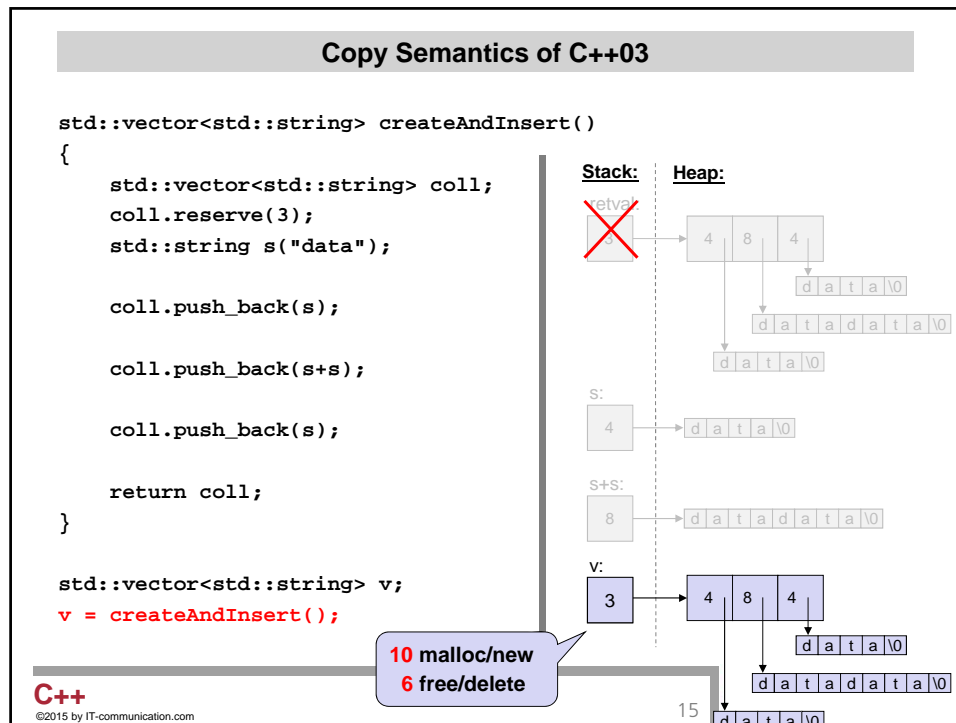 Copy Semantics of C++03
std::vector<std::string> createAndInsert()
{
std::vector<std::string> coll;
coll.reserve(3);
std::string s("data");
coll.push_back(s);
coll.push_back(s+s);
coll.push_back(s);
return coll;
}
std::vector<std::string> v;
v = createAndInsert();
Stack: Heap:
retval:
3 4 8 4
d a t a \0
d a t a d a t a \0
d a t a \0
s:
4 d a t a \0
s+s:
8 d a t a d a t a \0
v:
3 4 8 4
d a t a \0
d a t a d a t a \0
d a t a \0
10 malloc/new
6 free/delete
C++
©2015 by IT-communication.com
15